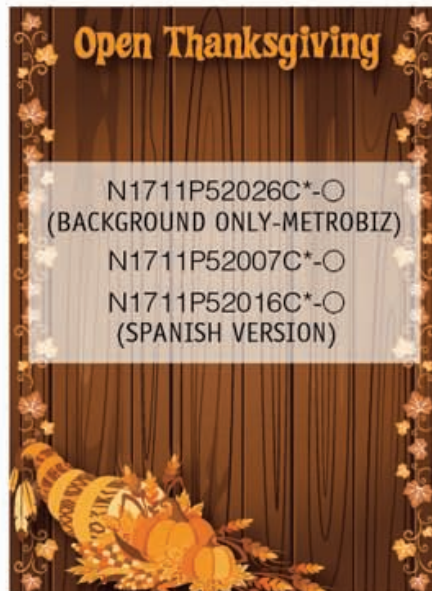 Open Thanksgiving
N1711P52026C*-○
(BACKGROUND ONLY-METROBIZ)
N1711P52007C*-○
N1711P52016C*-○
(SPANISH VERSION)